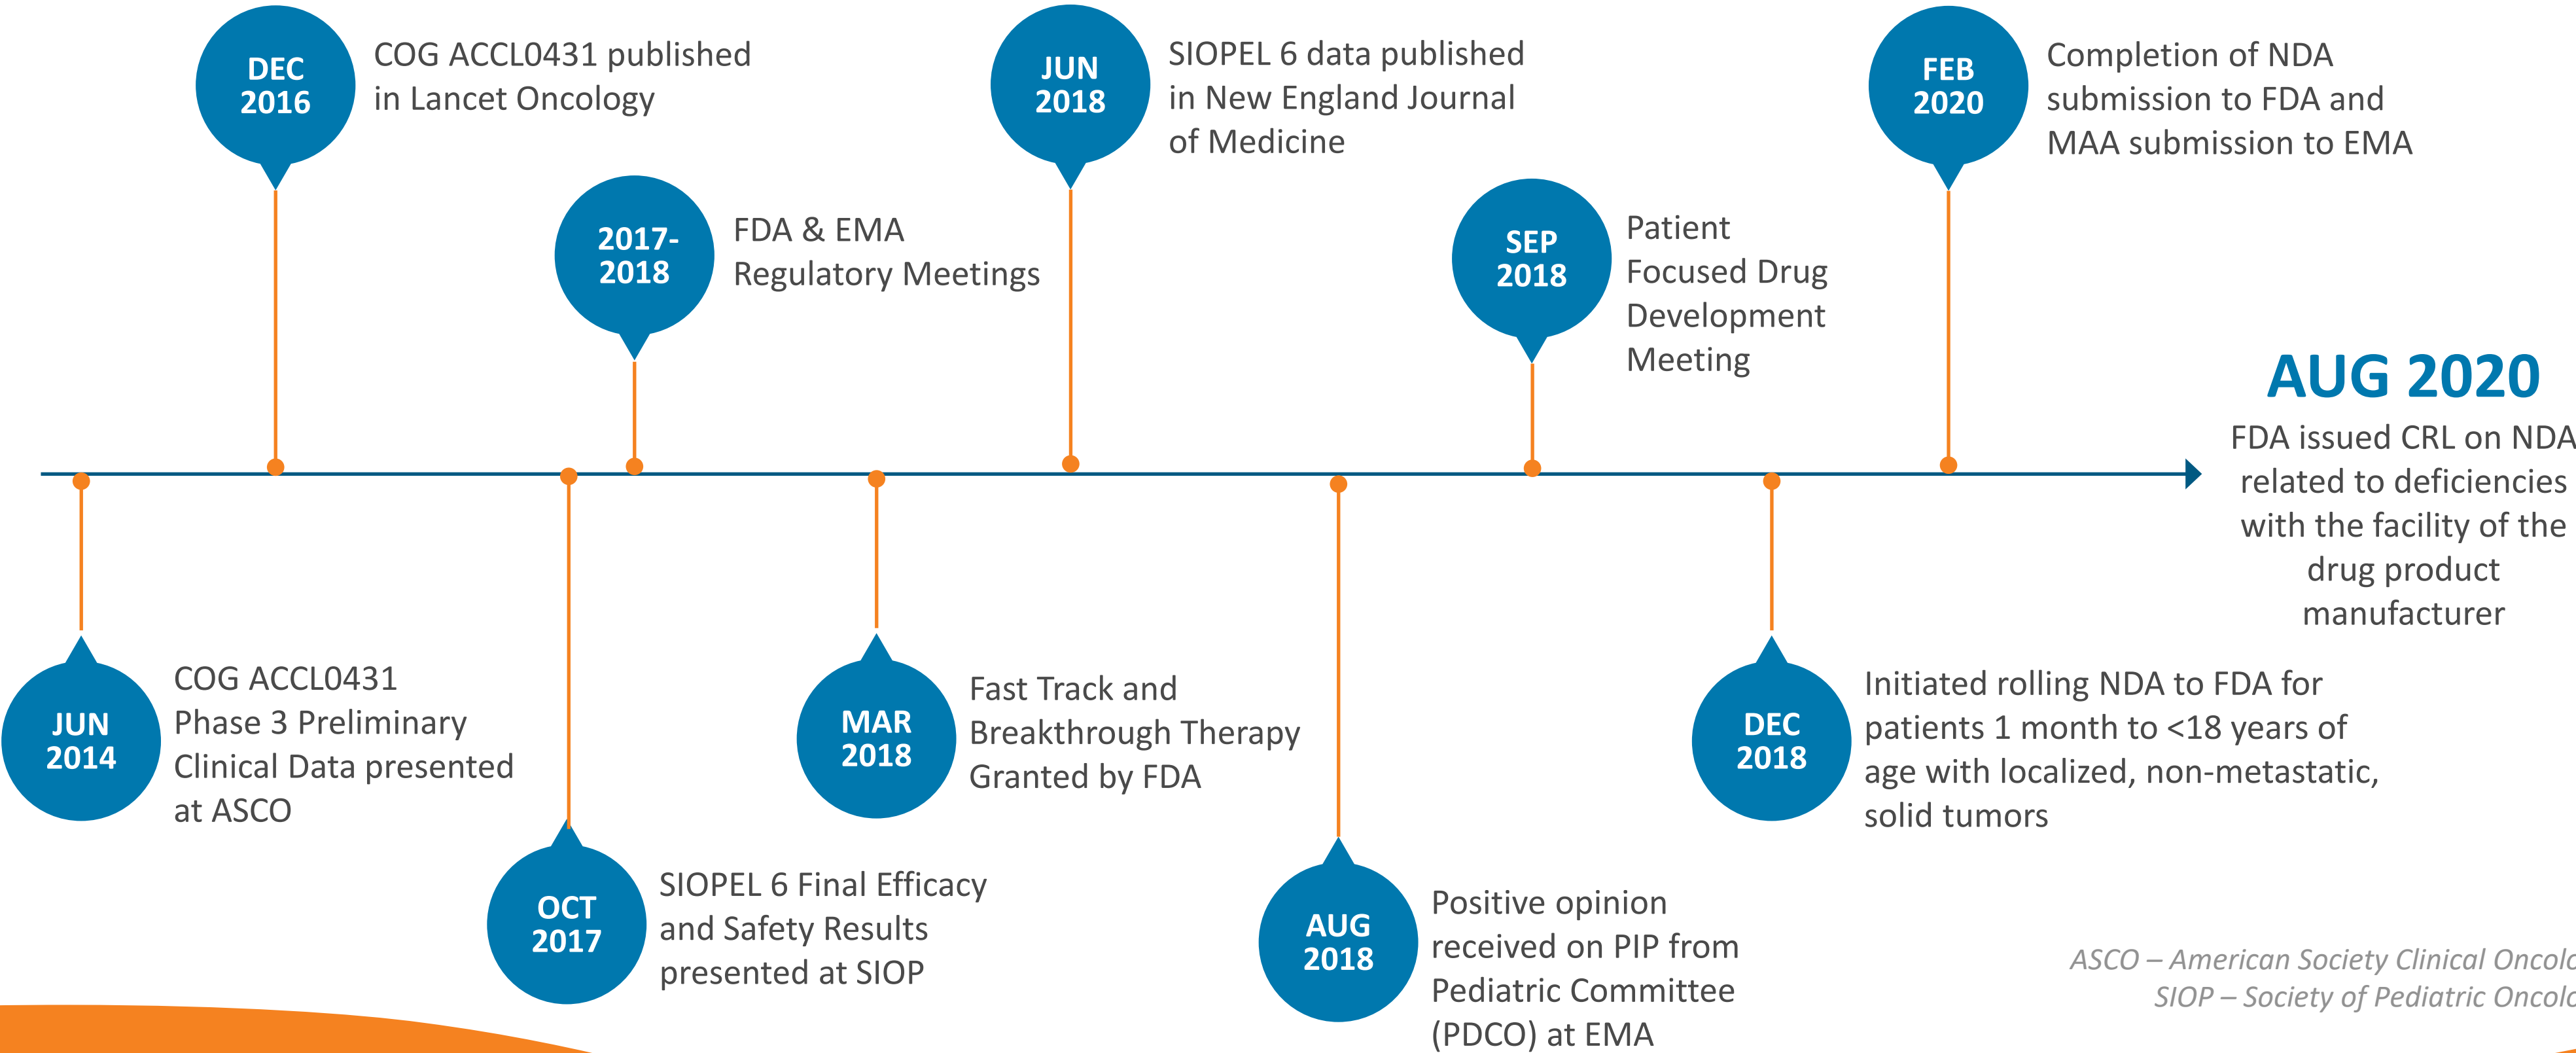 DEC
2016
COG ACCL0431 published
in Lancet Oncology
JUN
2018
SIOPEL 6 data published
in New England Journal
of Medicine
FEB
2020
Completion of NDA
submission to FDA and
MAA submission to EMA
2017-
2018
FDA & EMA
Regulatory Meetings
SEP
2018
Patient
Focused Drug
Development
Meeting
AUG 2020
FDA issued CRL on NDA
related to deficiencies
with the facility of the
drug product
manufacturer
JUN
2014
COG ACCL0431
Phase 3 Preliminary
Clinical Data presented
at ASCO
MAR
2018
Fast Track and
Breakthrough Therapy
Granted by FDA
DEC
2018
Initiated rolling NDA to FDA for
patients 1 month to <18 years of
age with localized, non-metastatic,
solid tumors
OCT
2017
SIOPEL 6 Final Efficacy
and Safety Results
presented at SIOP
AUG
2018
Positive opinion
received on PIP from
Pediatric Committee
(PDCO) at EMA
ASCO – American Society Clinical
SIOP – Society of Pediatric